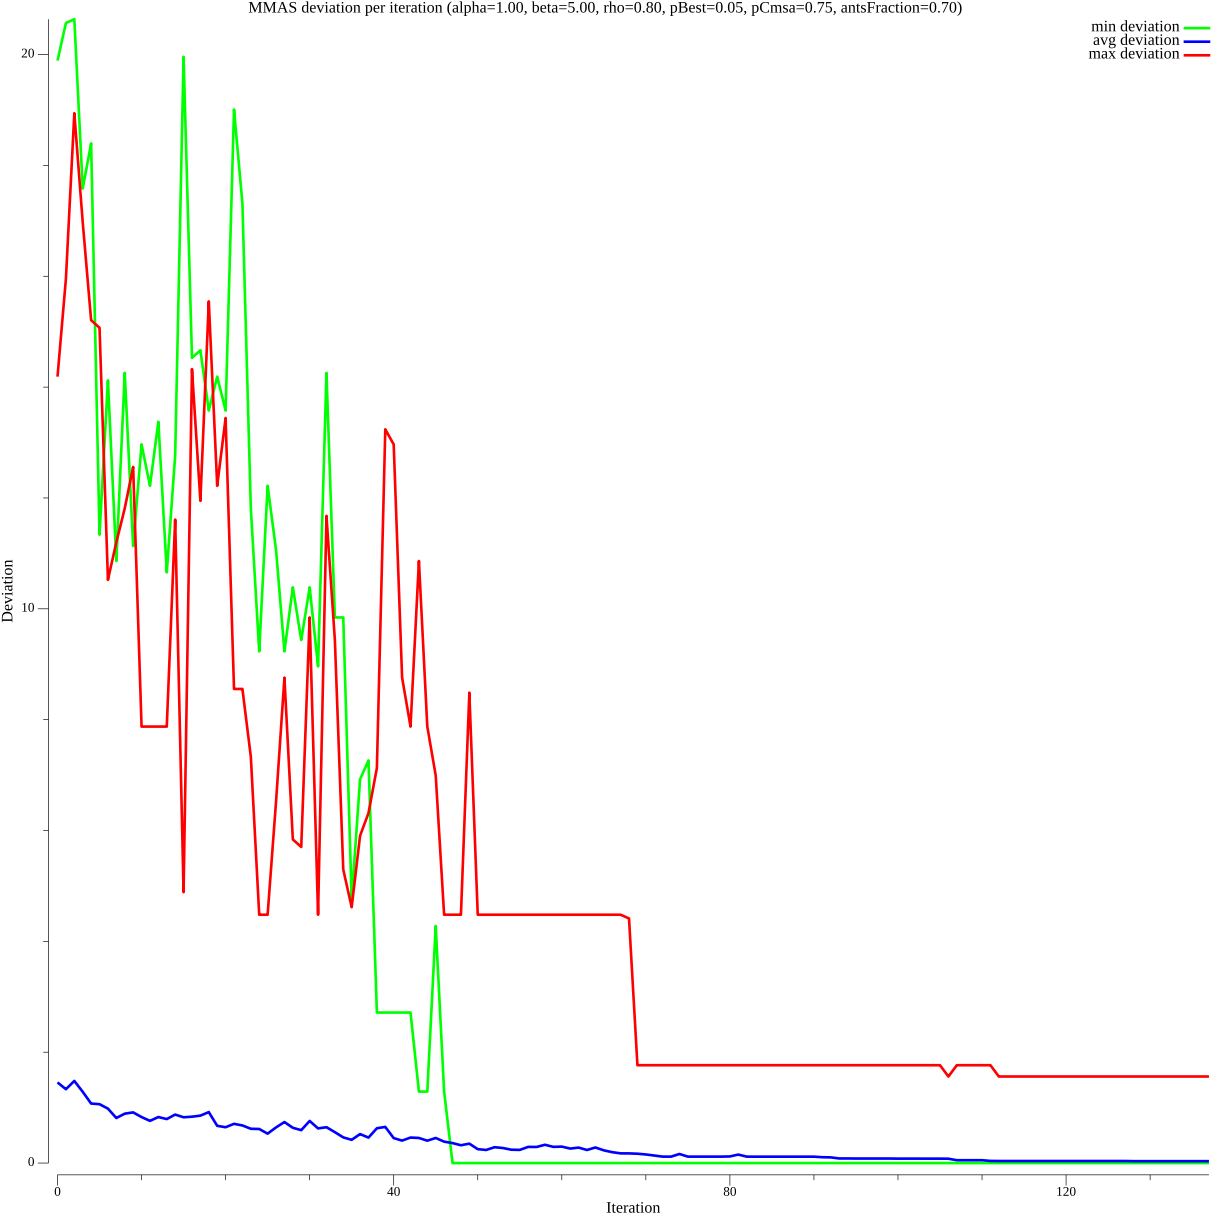 MMAS deviation per iteration (alpha=1.00, beta=5.00, rho=0.80, pBest=0.05, pCmsa=0.75, antsFraction=0.70)
min deviation
avg deviation
max deviation
20
10
0
Deviation
0 40 80 120
Iteration